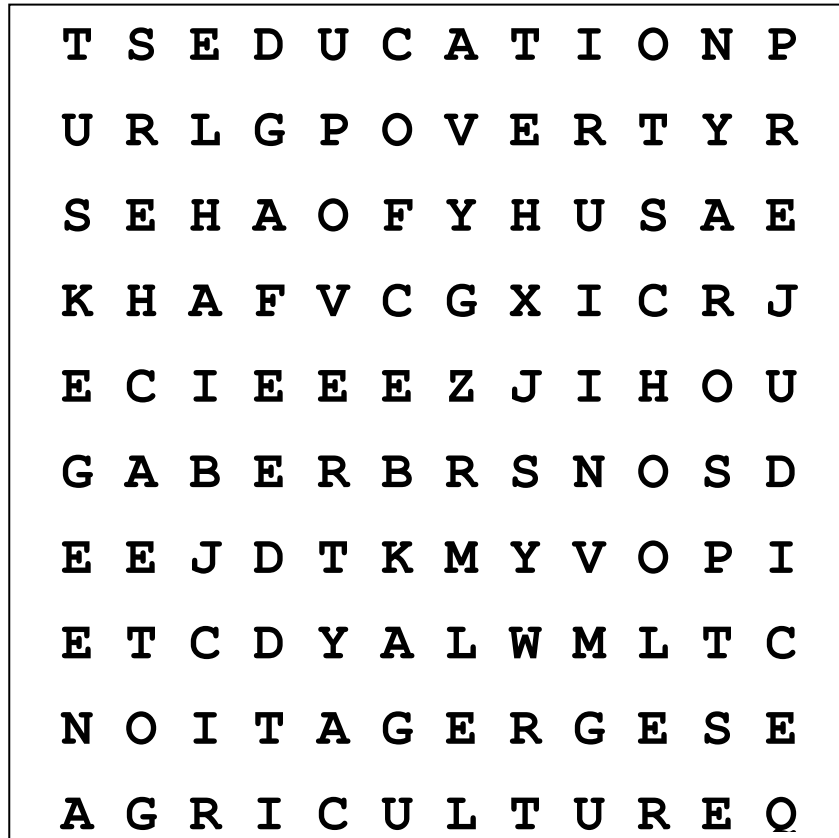 T S E D U C A T I O N P
U R L G P O V E R T Y R
S E H A O F Y H U S A E
K H A F V C G X I C R J
E C I E E E Z J I H O U
G A B E R B R S N O S D
E E J D T K M Y V O P I
E T C D Y A L W M L T C
N O I T A G E R G E S E
A G R I C U L T U R E Q